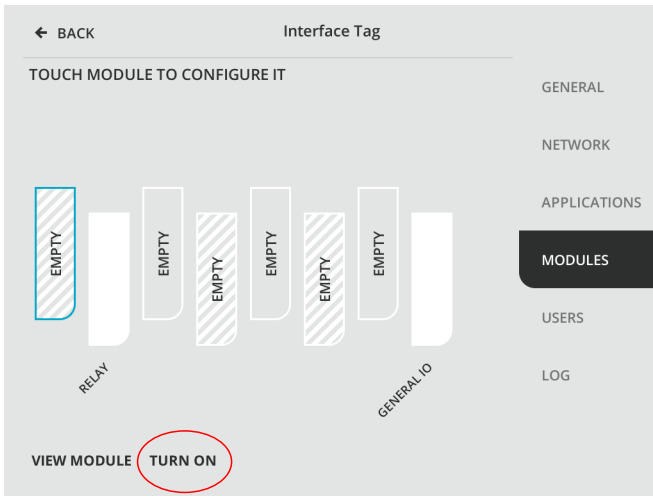 BACK
Interface Tag
TOUCH MODULE TO CONFIGURE IT
GENERAL
NETWORK
APPLICATIONS
MODULES
USERS
LOG
EMPTY
EMPTY
EMPTY
EMPTY
EMPTY
EMPTY
RELAY
GENERAL IO
VIEW MODULE TURN ON